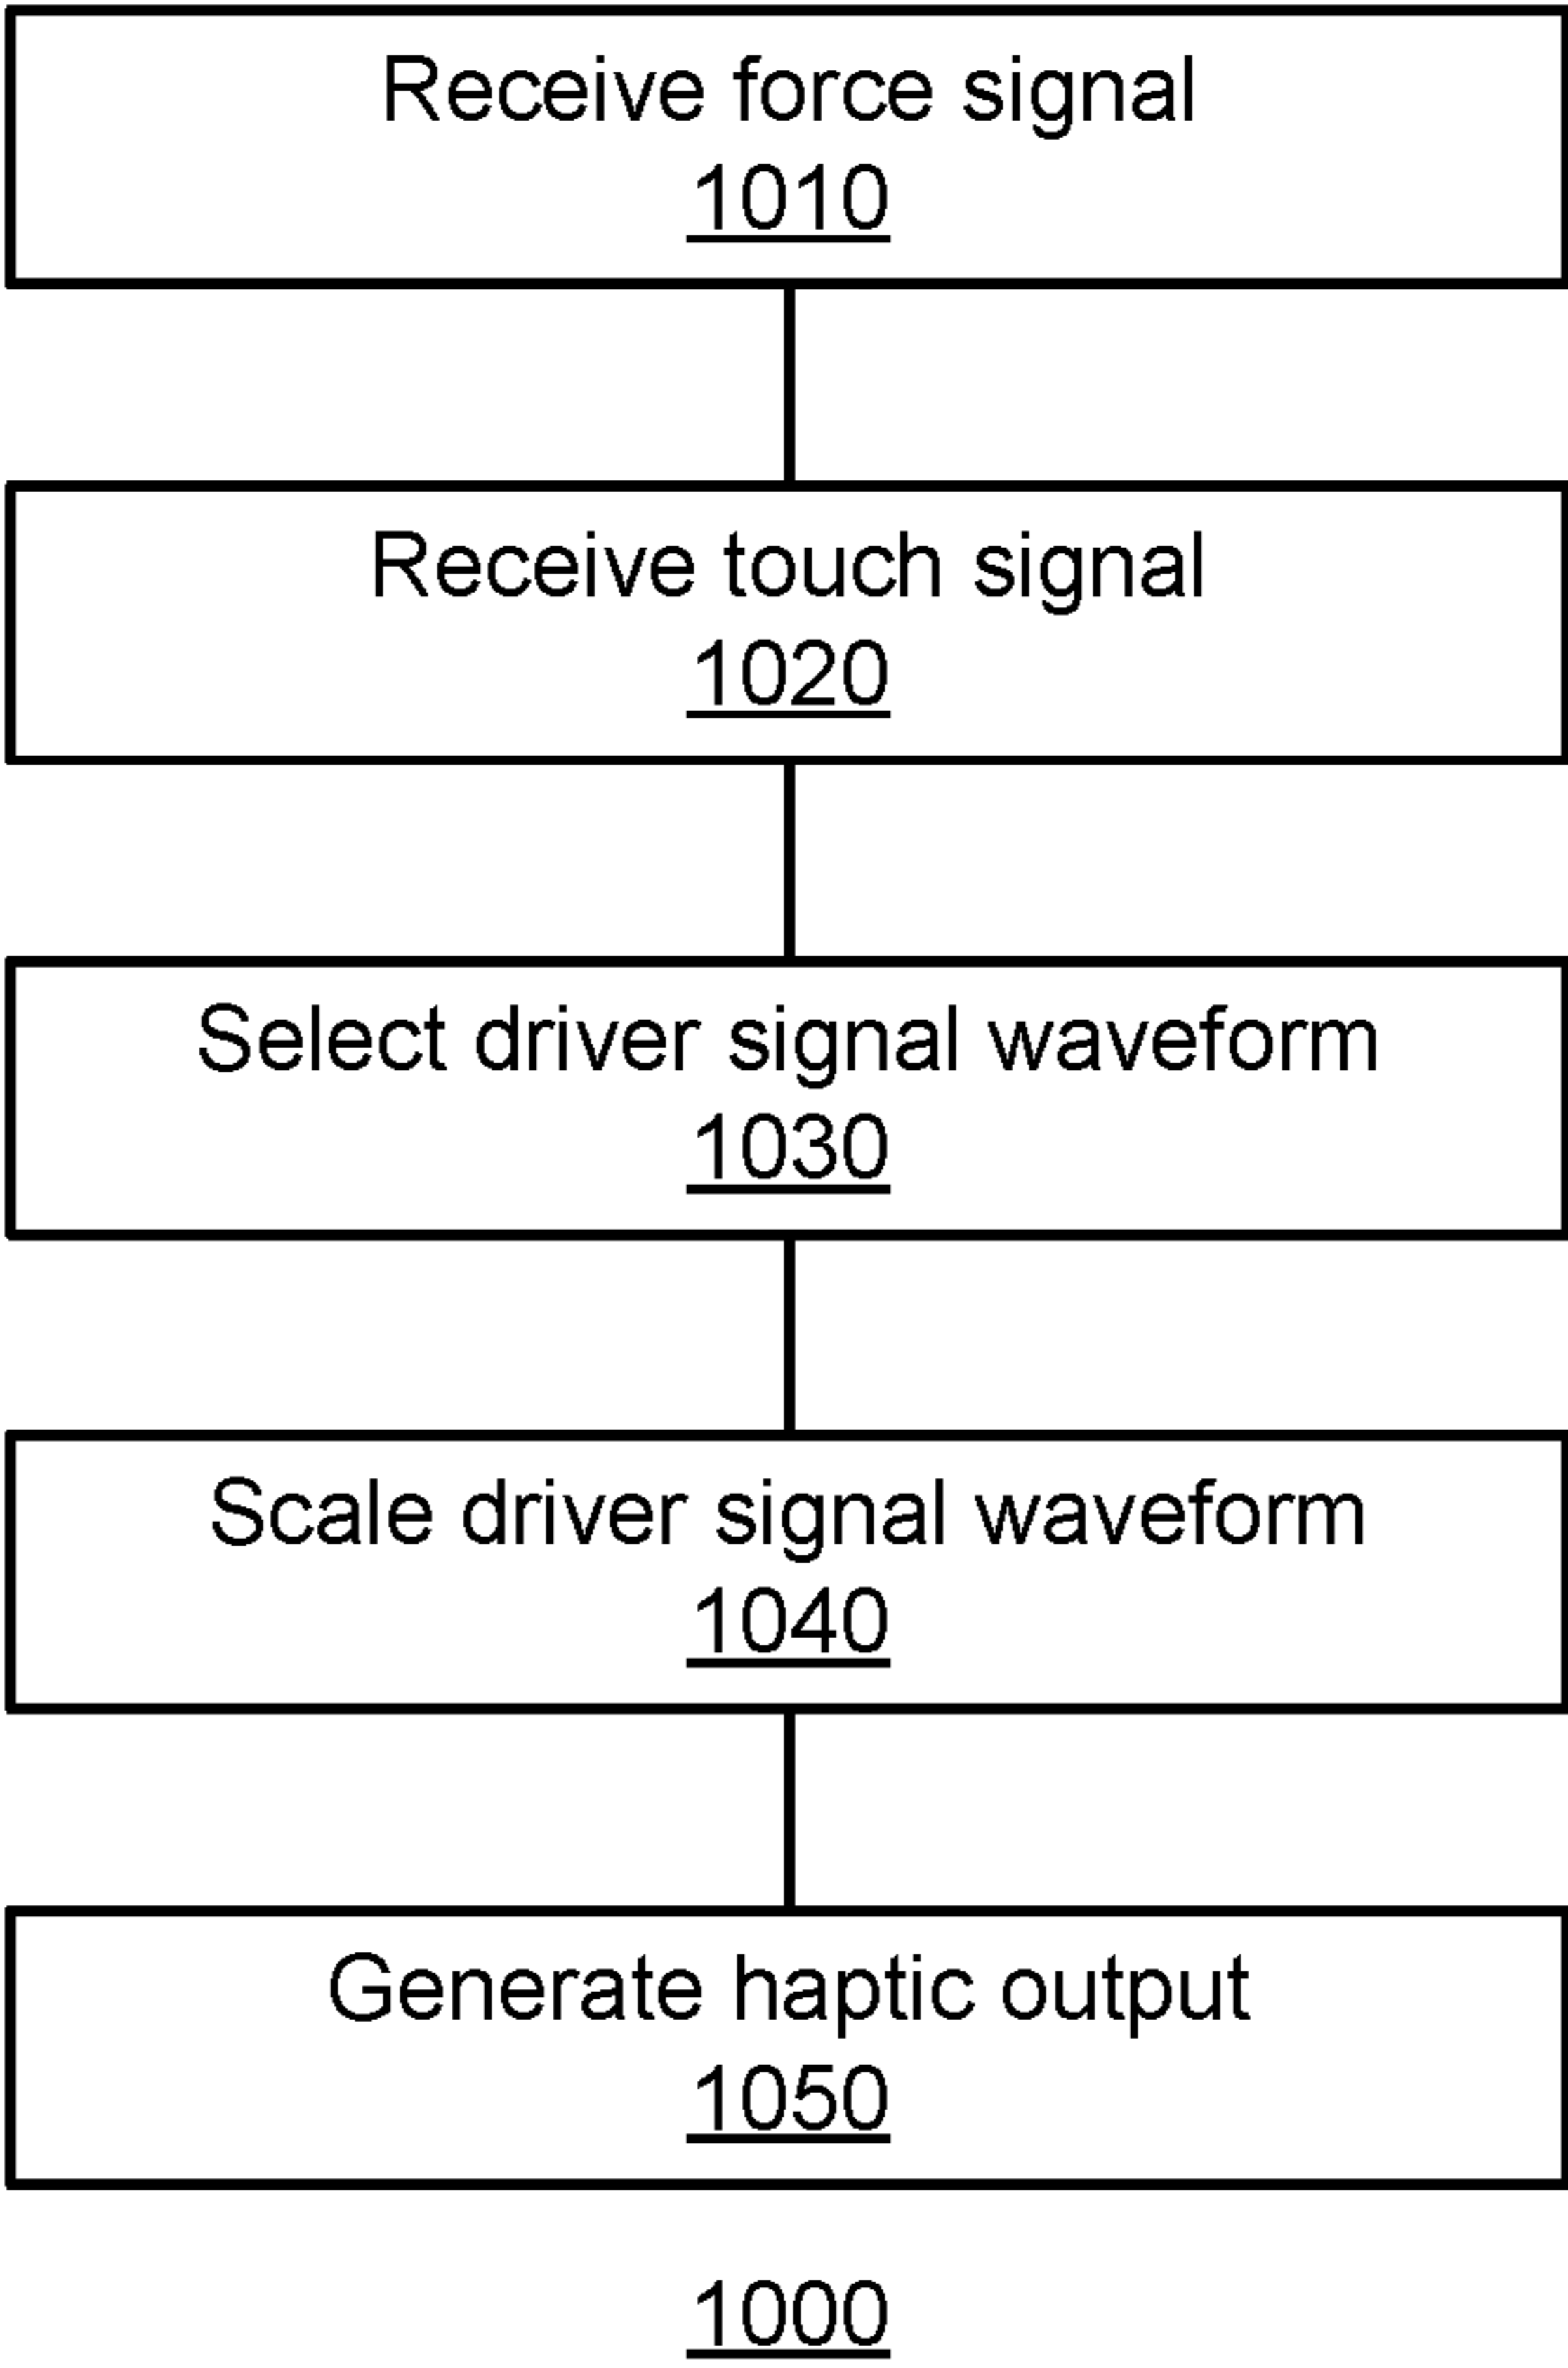 Receive force signal
1010
Receive touch signal
1020
Select driver signal waveform
1030
Scale driver signal waveform
1040
Generate haptic output
1050
1000